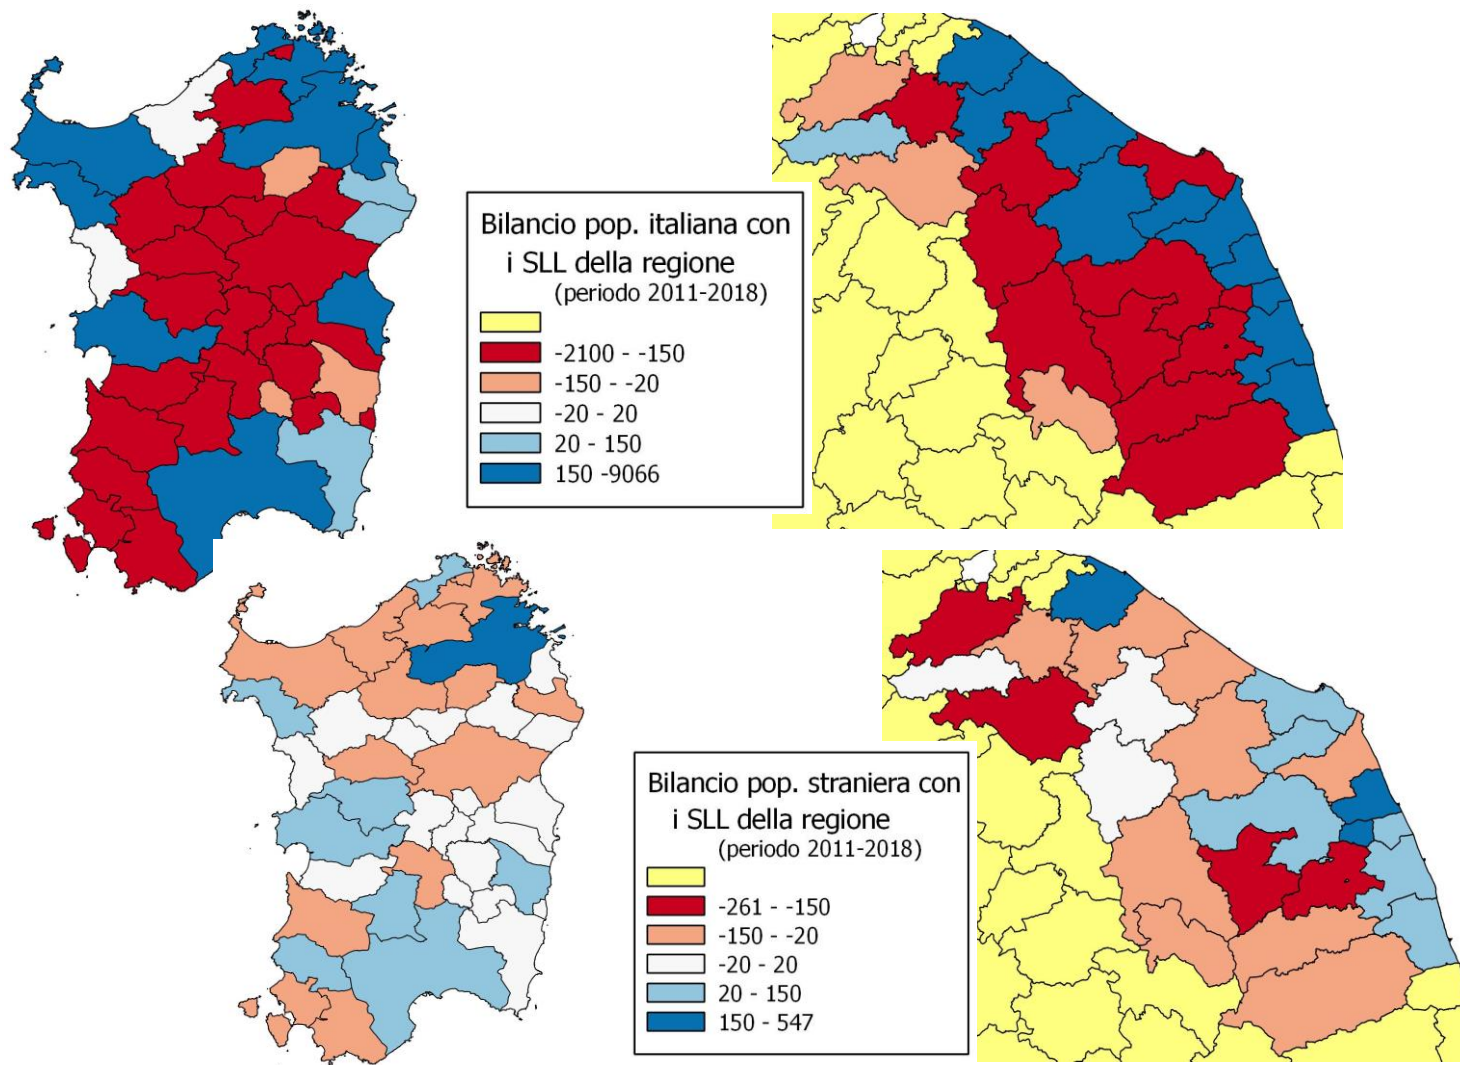 Bilancio pop. italiana con
i SLL della regione
(periodo 2011-2018)
-2100 - -150
-150 - -20
-20 - 20
20 - 150
150 -9066
Bilancio pop. straniera con
i SLL della regione
(periodo 2011-2018)
-261 - -150
-150 - -20
-20 - 20
20 - 150
150 - 547